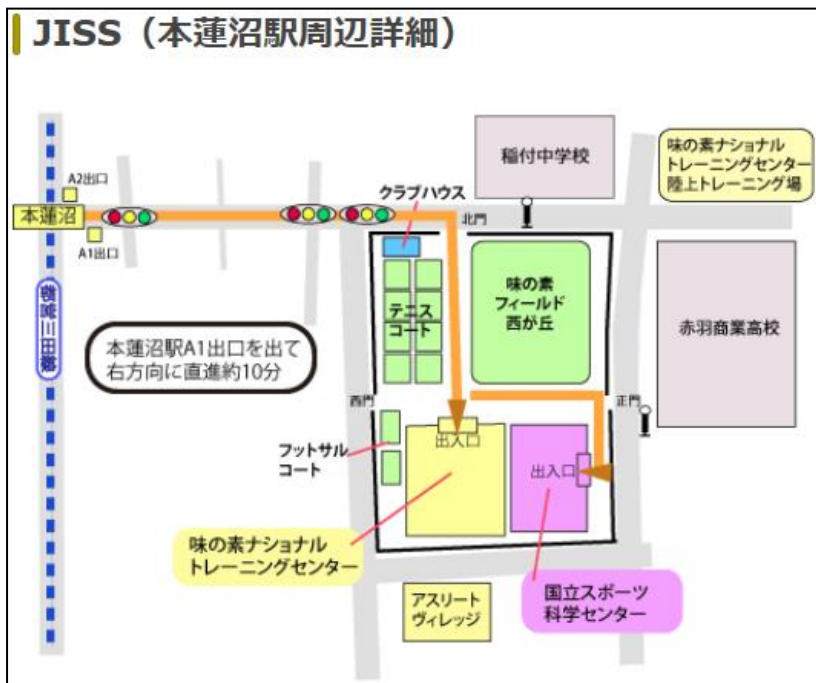 JISS（本蓮沼駅周辺詳細）
稲付中学校
味の素ナショナル
トレーニングセンター
陸上トレーニング場
A2出口
クラブハウス
本蓮沼
北門
A1出口
味の素
フィールド
西が丘
テニス
コート
赤羽商業高校
都営三田線
本蓮沼駅A1出口を出て
右方向に直進約10分
西門
正門
出入口
フットサル
コート
出入口
味の素ナショナル
トレーニングセンター
国立スポーツ
科学センター
アスリート
ヴィレッジ